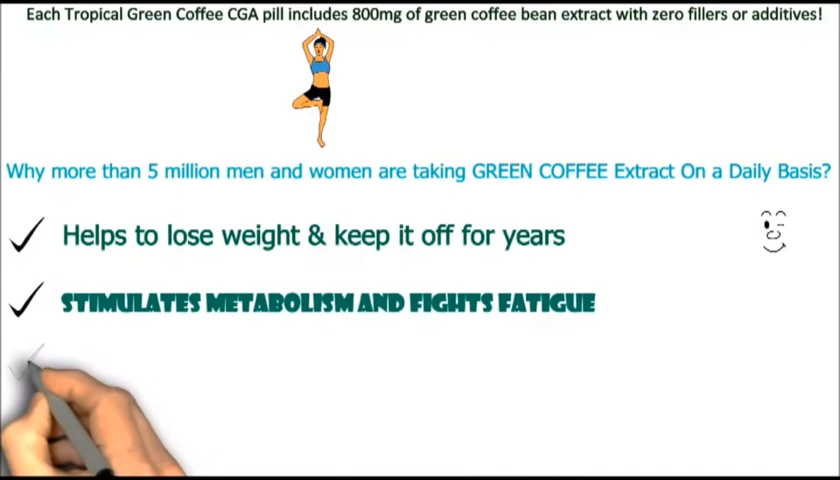 Each Tropical Green Coffee CGA pill includes 800mg of green coffee bean extract with zero fillers or additives!
Why more than 5 million men and women are taking GREEN COFFEE Extract On a Daily Basis?
Helps to lose weight & keep it off for years
STIMULATES METABOLISM AND FIGHTS FATIGUE